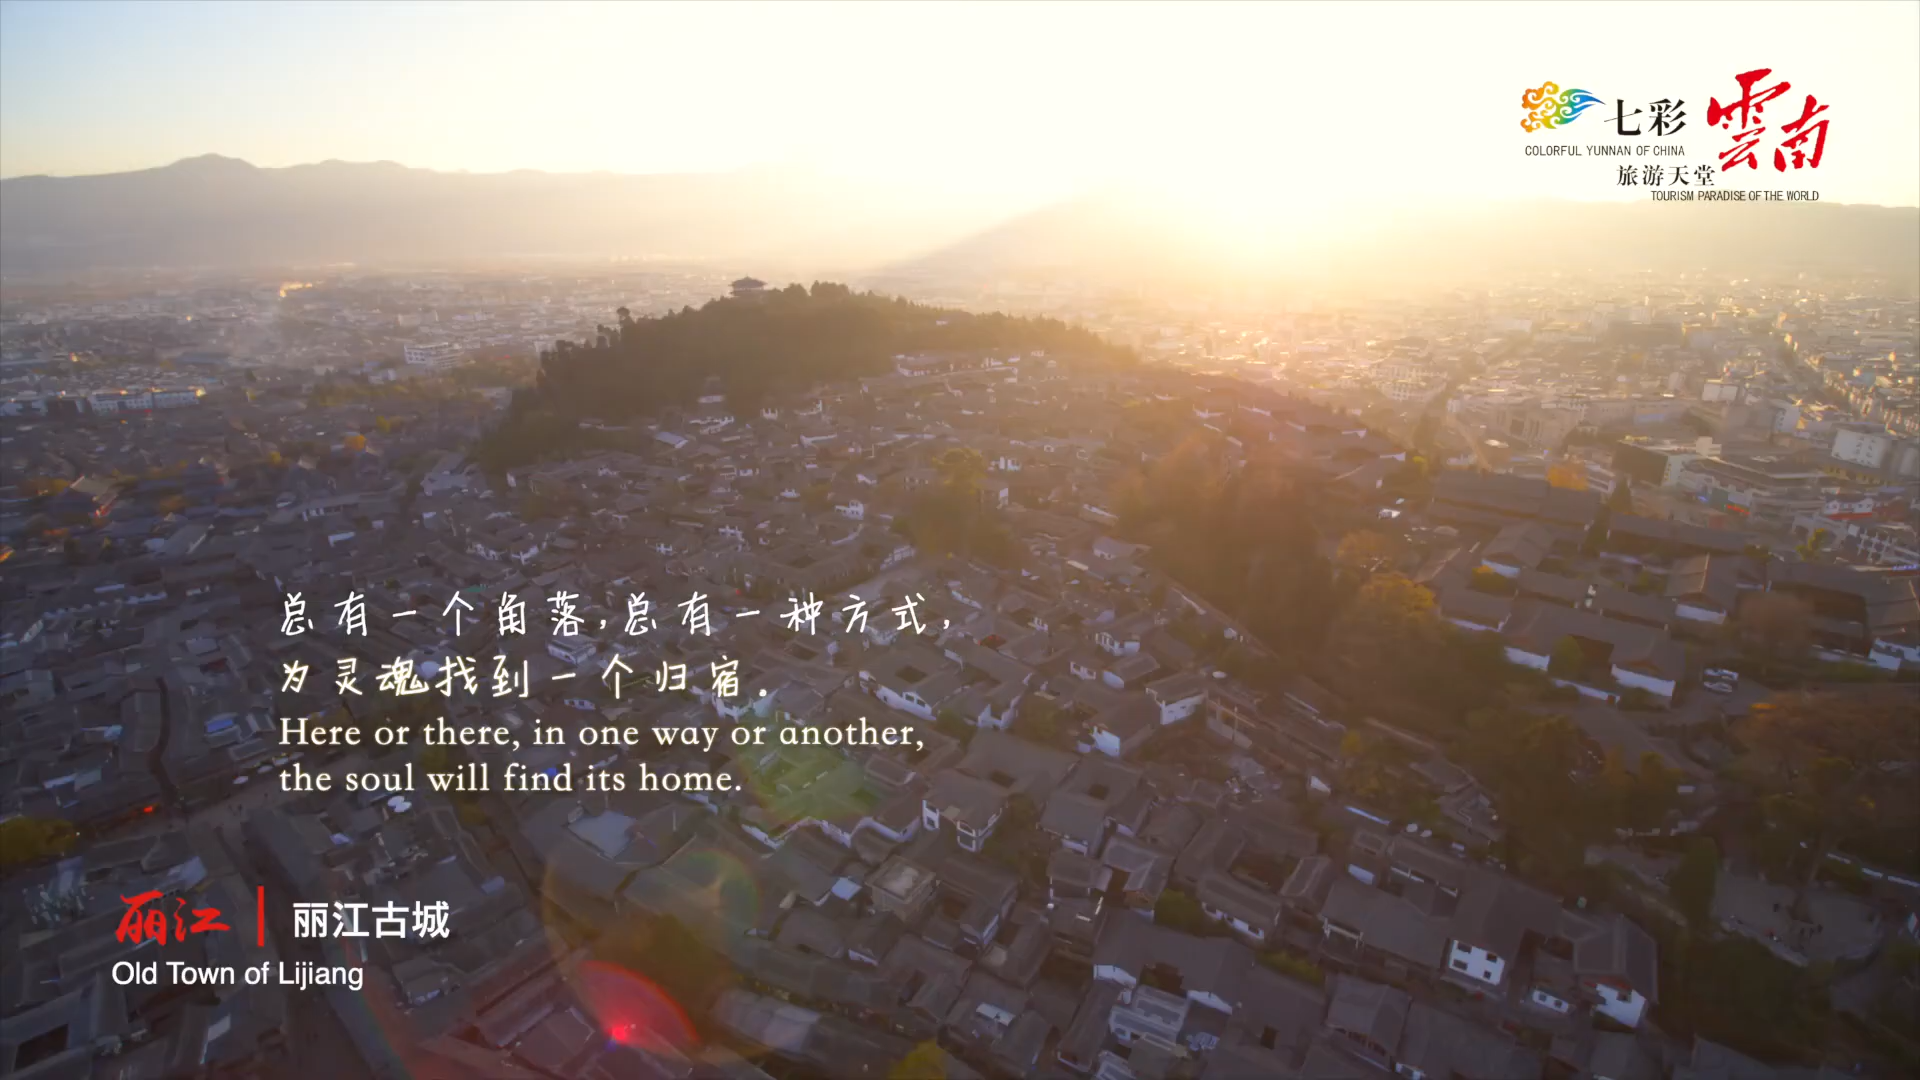 七彩 雲南
COLORFUL YUNNAN OF CHINA
旅游天堂
TOURISM PARADISE OF THE WORLD
总有一个角落,总有一种方式,
为灵魂找到一个归宿.
Here or there, in one way or another,
the soul will find its home.
丽江 | 丽江古城
Old Town of Lijiang